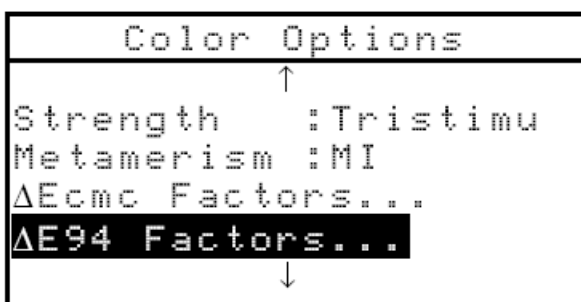 Color Options
↑
Strength :Tristimu
Metamerism :MI
ΔEcmc Factors...
ΔE94 Factors...
↓